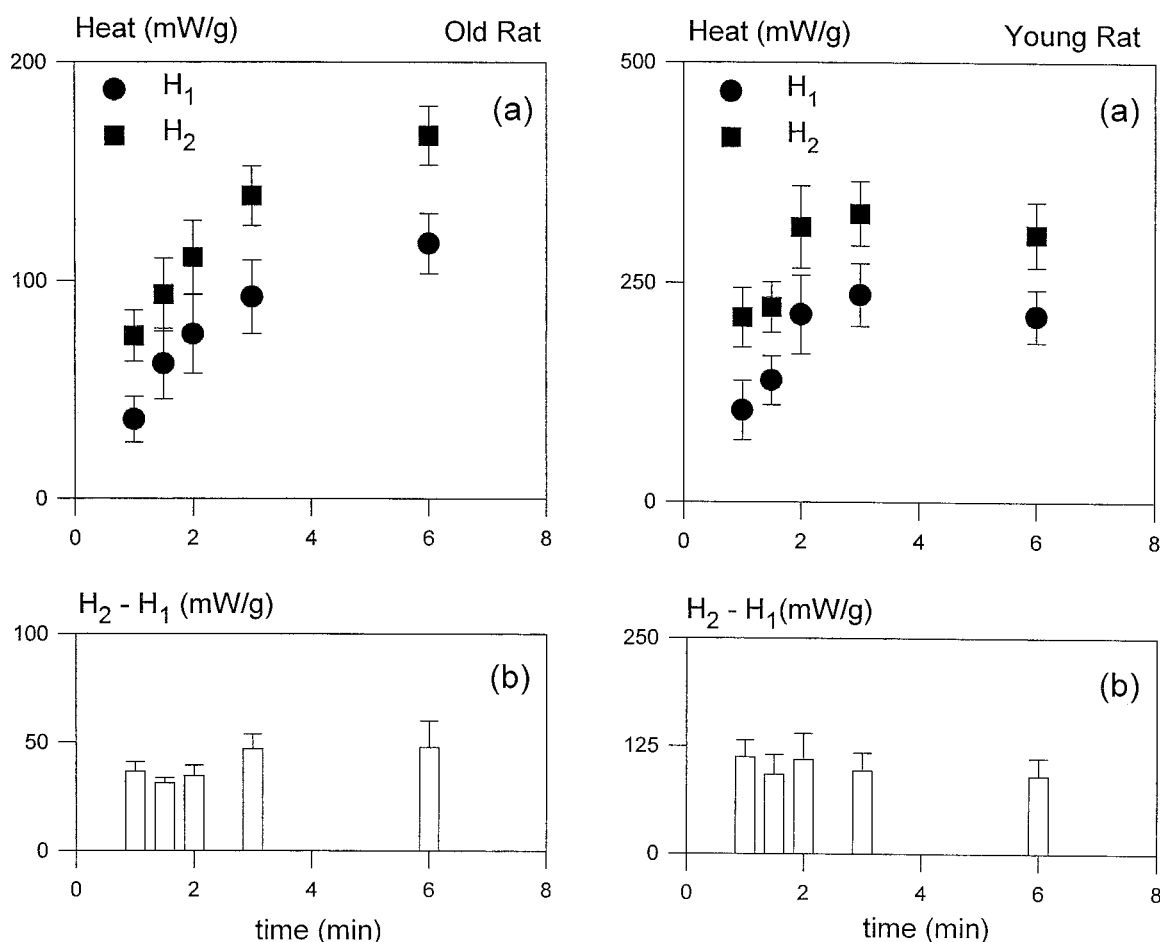 Heat (mW/g) Old Rat
200
H1
(a)
H2
100
0
0 2 4 6 8
H2 - H1 (mW/g)
100
(b)
50
0
0 2 4 6 8
time (min)
Heat (mW/g) Young Rat
500
H1
(a)
H2
250
0
0 2 4 6 8
H2 - H1(mW/g)
250
(b)
125
0
0 2 4 6 8
time (min)